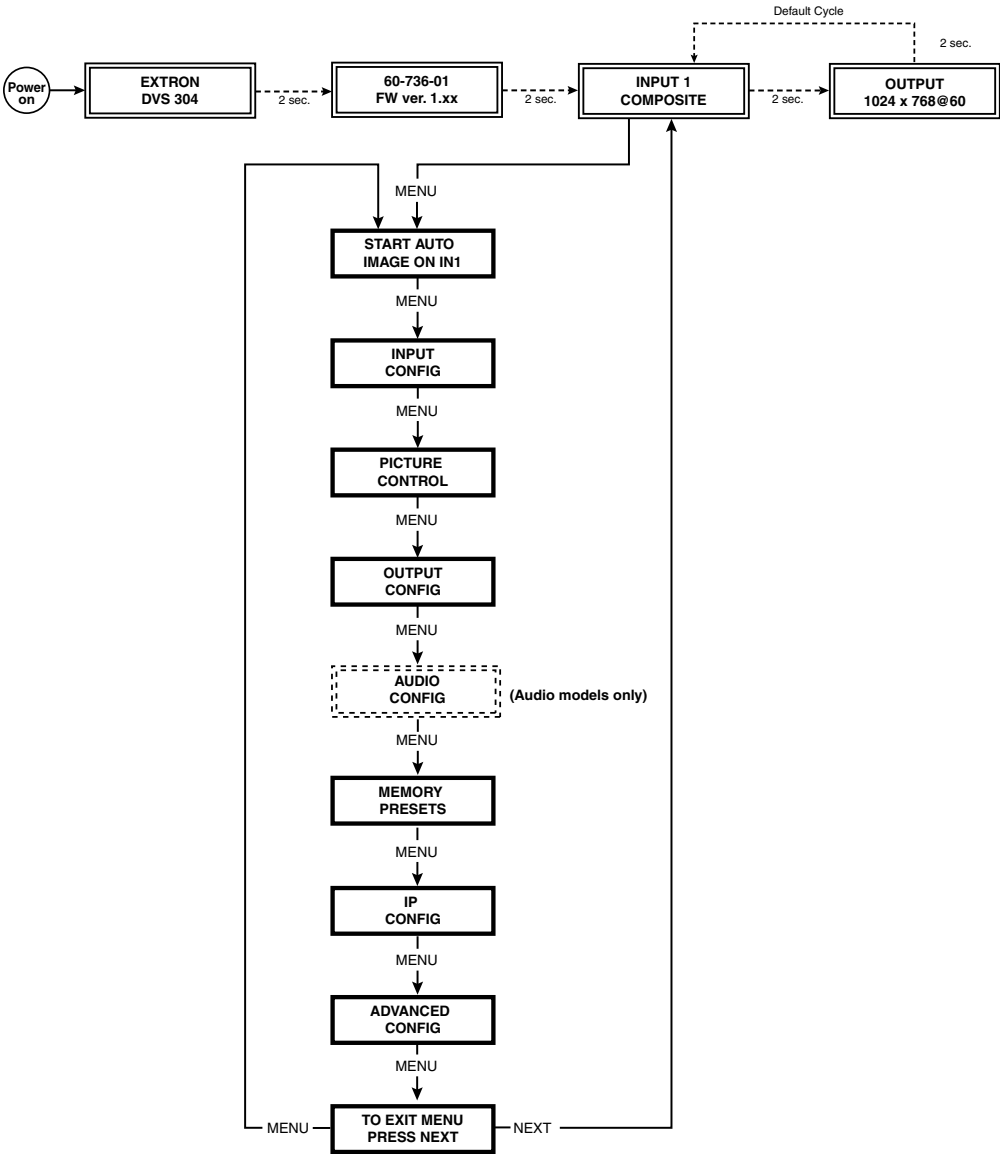 Default Cycle
2 sec.
Power
on
EXTRON
DVS 304
2 sec.
60-736-01
FW ver. 1.xx
2 sec.
INPUT 1
COMPOSITE
2 sec.
OUTPUT
1024 x 768@60
MENU
START AUTO
IMAGE ON IN1
MENU
INPUT
CONFIG
MENU
PICTURE
CONTROL
MENU
OUTPUT
CONFIG
MENU
AUDIO
CONFIG
(Audio models only)
MENU
MEMORY
PRESETS
MENU
IP
CONFIG
MENU
ADVANCED
CONFIG
MENU
MENU
TO EXIT MENU
PRESS NEXT
NEXT